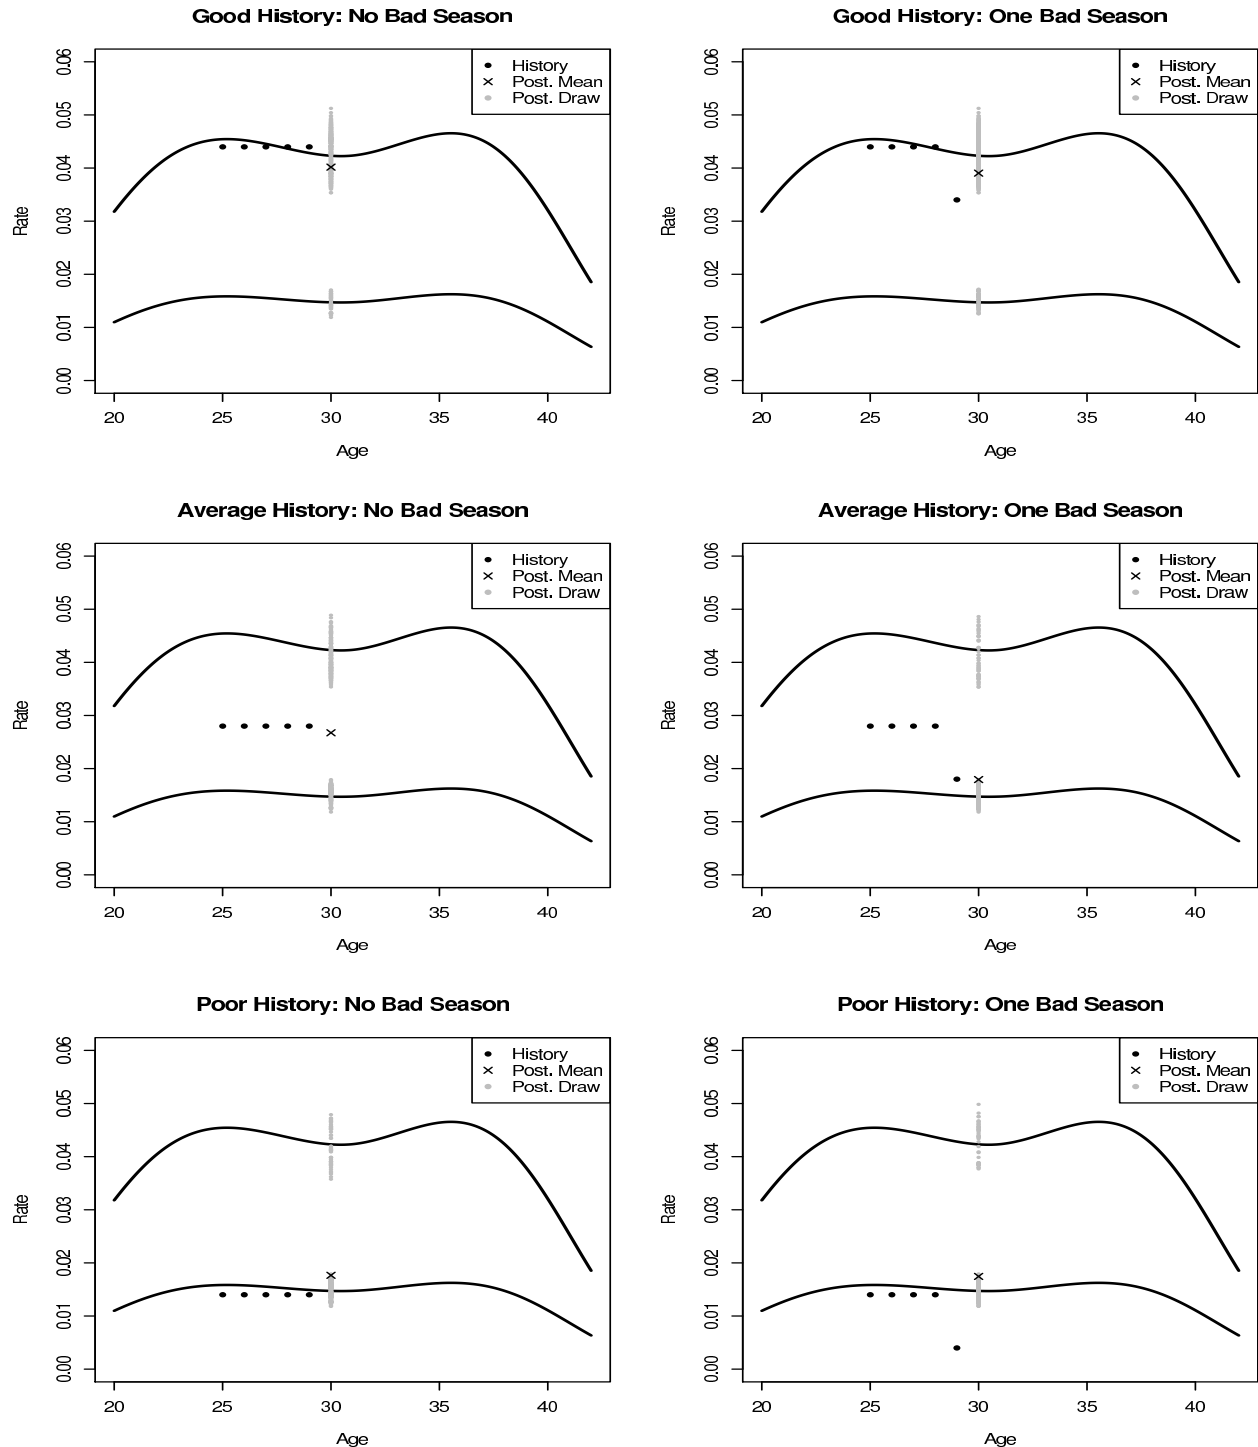 Good History: No Bad Season
Rate
0.00 0.01 0.02 0.03 0.04 0.05 0.06
History
Post. Mean
Post. Draw
20 25 30 35 40
Age
Good History: One Bad Season
Rate
0.00 0.01 0.02 0.03 0.04 0.05 0.06
History
Post. Mean
Post. Draw
20 25 30 35 40
Age
Average History: No Bad Season
Rate
0.00 0.01 0.02 0.03 0.04 0.05 0.06
History
Post. Mean
Post. Draw
20 25 30 35 40
Age
Average History: One Bad Season
Rate
0.00 0.01 0.02 0.03 0.04 0.05 0.06
History
Post. Mean
Post. Draw
20 25 30 35 40
Age
Poor History: No Bad Season
Rate
0.00 0.01 0.02 0.03 0.04 0.05 0.06
History
Post. Mean
Post. Draw
20 25 30 35 40
Age
Poor History: One Bad Season
Rate
0.00 0.01 0.02 0.03 0.04 0.05 0.06
History
Post. Mean
Post. Draw
20 25 30 35 40
Age